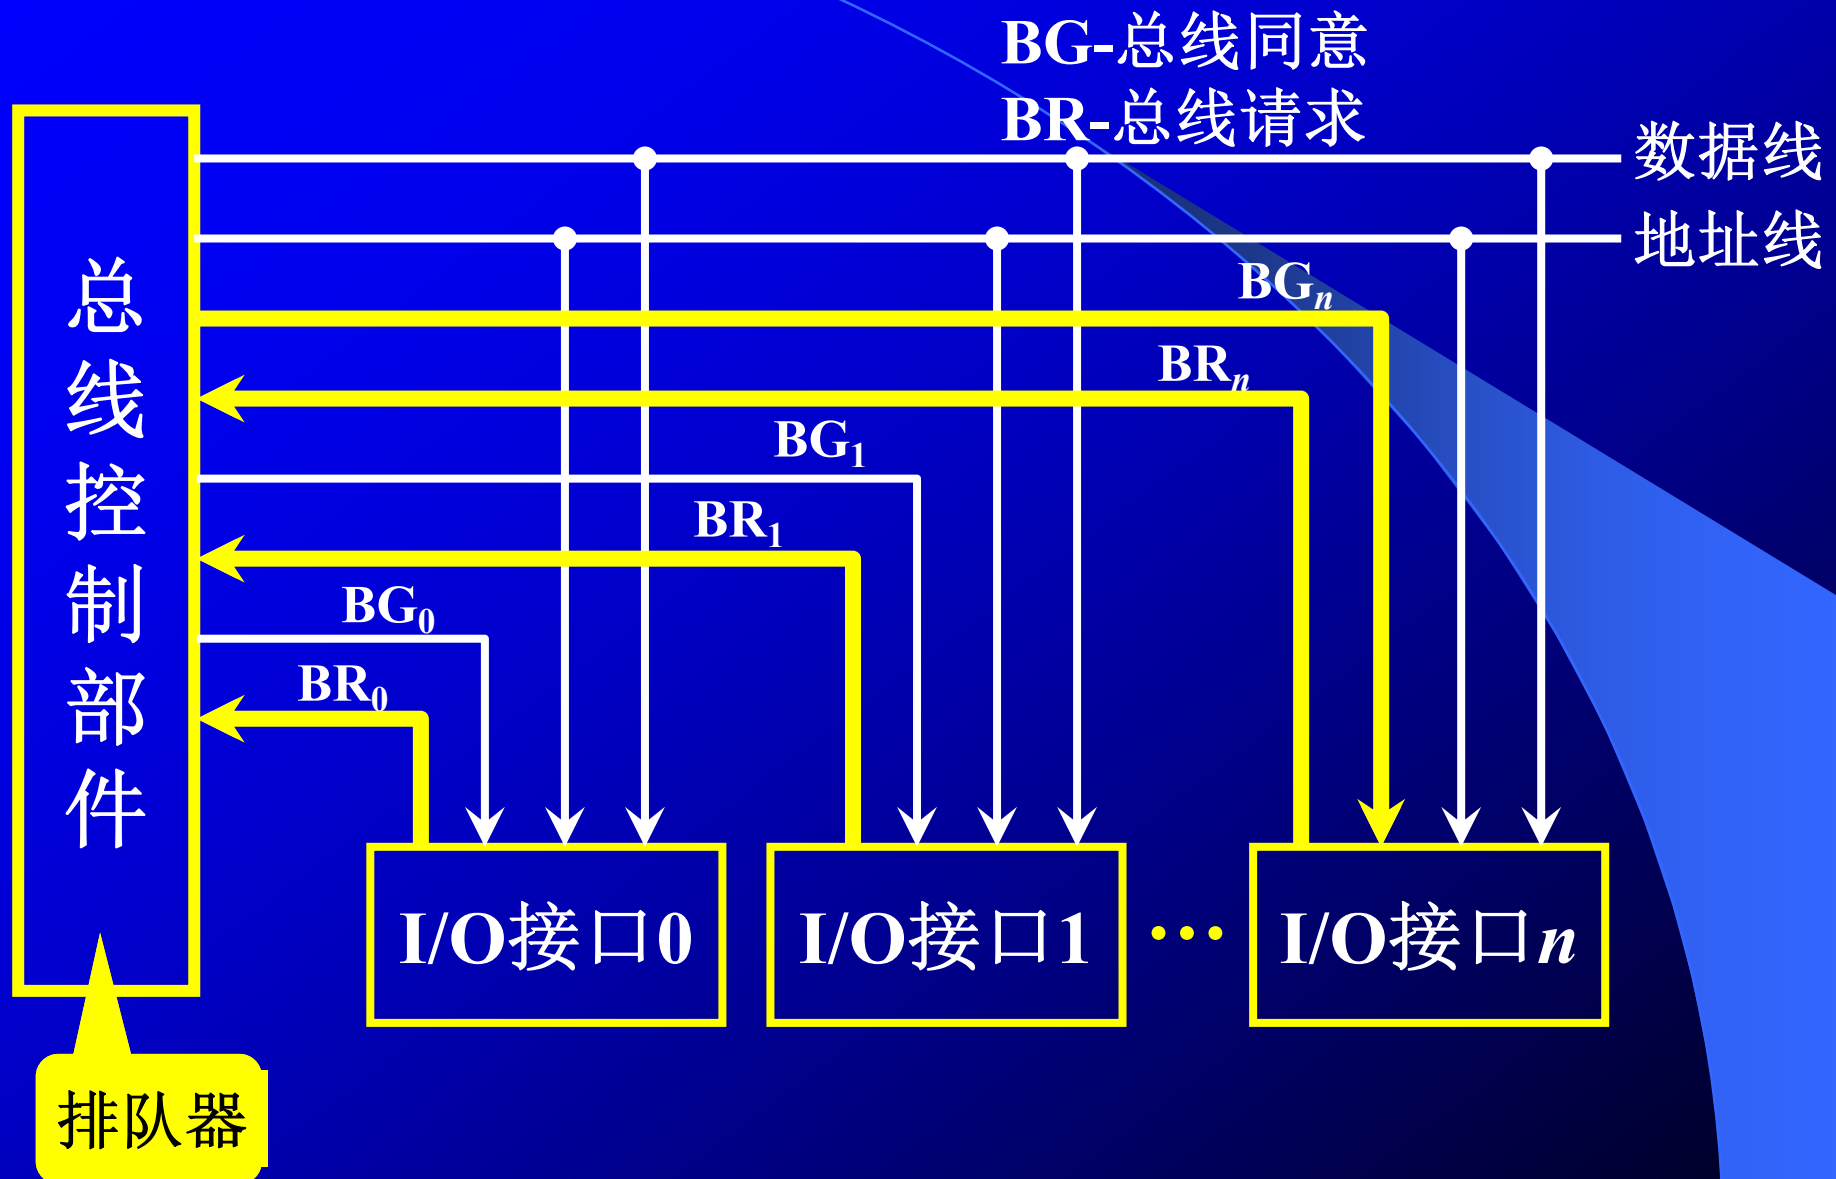 BG-总线同意
BR-总线请求
数据线
地址线
BGn
BRn
BG1
BR1
BG0
BR0
总线控制部件
I/O接口0
I/O接口1
···
I/O接口n
排队器